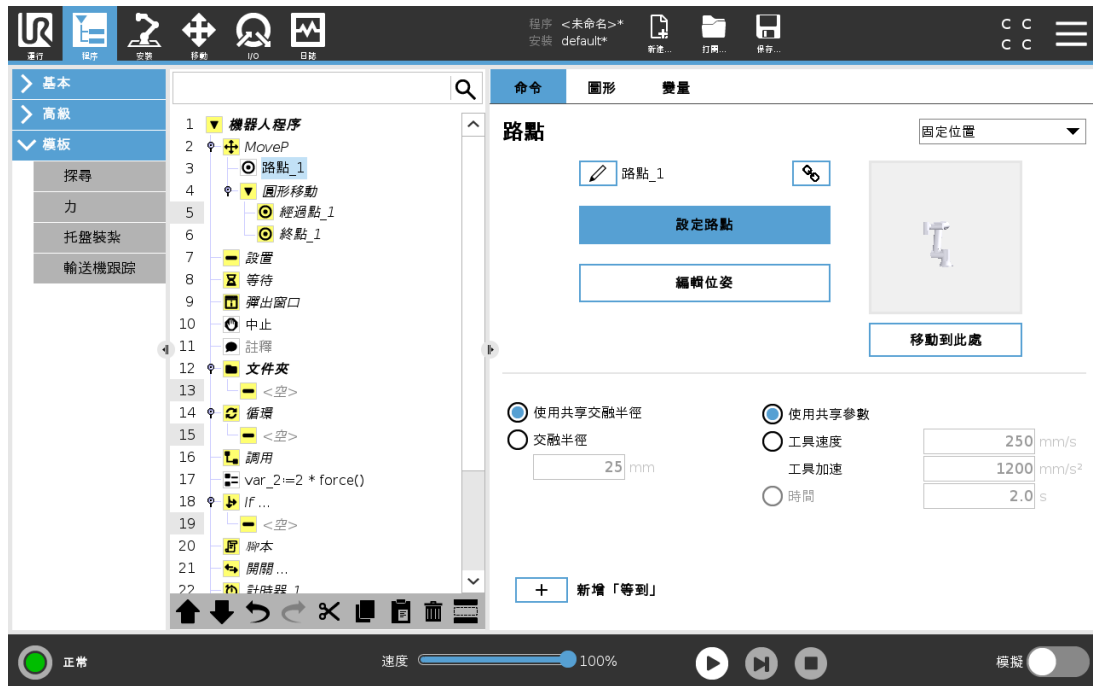 UR
運行
程序
安裝
移動
I/O
日誌
程序 <未命名>*
安裝 default*
新建...
打開...
保存...
C C
C C
基本
高級
模板
探尋
力
托盤裝紮
輸送機跟踪
1 機器人程序
2 MoveP
3 路點_1
4 圓形移動
5 經過點_1
6 終點_1
7 設置
8 等待
9 彈出窗口
10 中止
11 註釋
12 文件夾
13 <空>
14 循環
15 <空>
16 調用
17 var_2≔2 * force()
18 If ...
19 <空>
20 腳本
21 開關 ...
22 計時器_1
命令 圖形 變量
路點
固定位置
路點_1
設定路點
編輯位姿
移動到此處
使用共享交融半徑
交融半徑
25 mm
使用共享參數
工具速度 250 mm/s
工具加速 1200 mm/s²
時間 2.0 s
+ 新增「等到」
正常
速度 100%
模擬